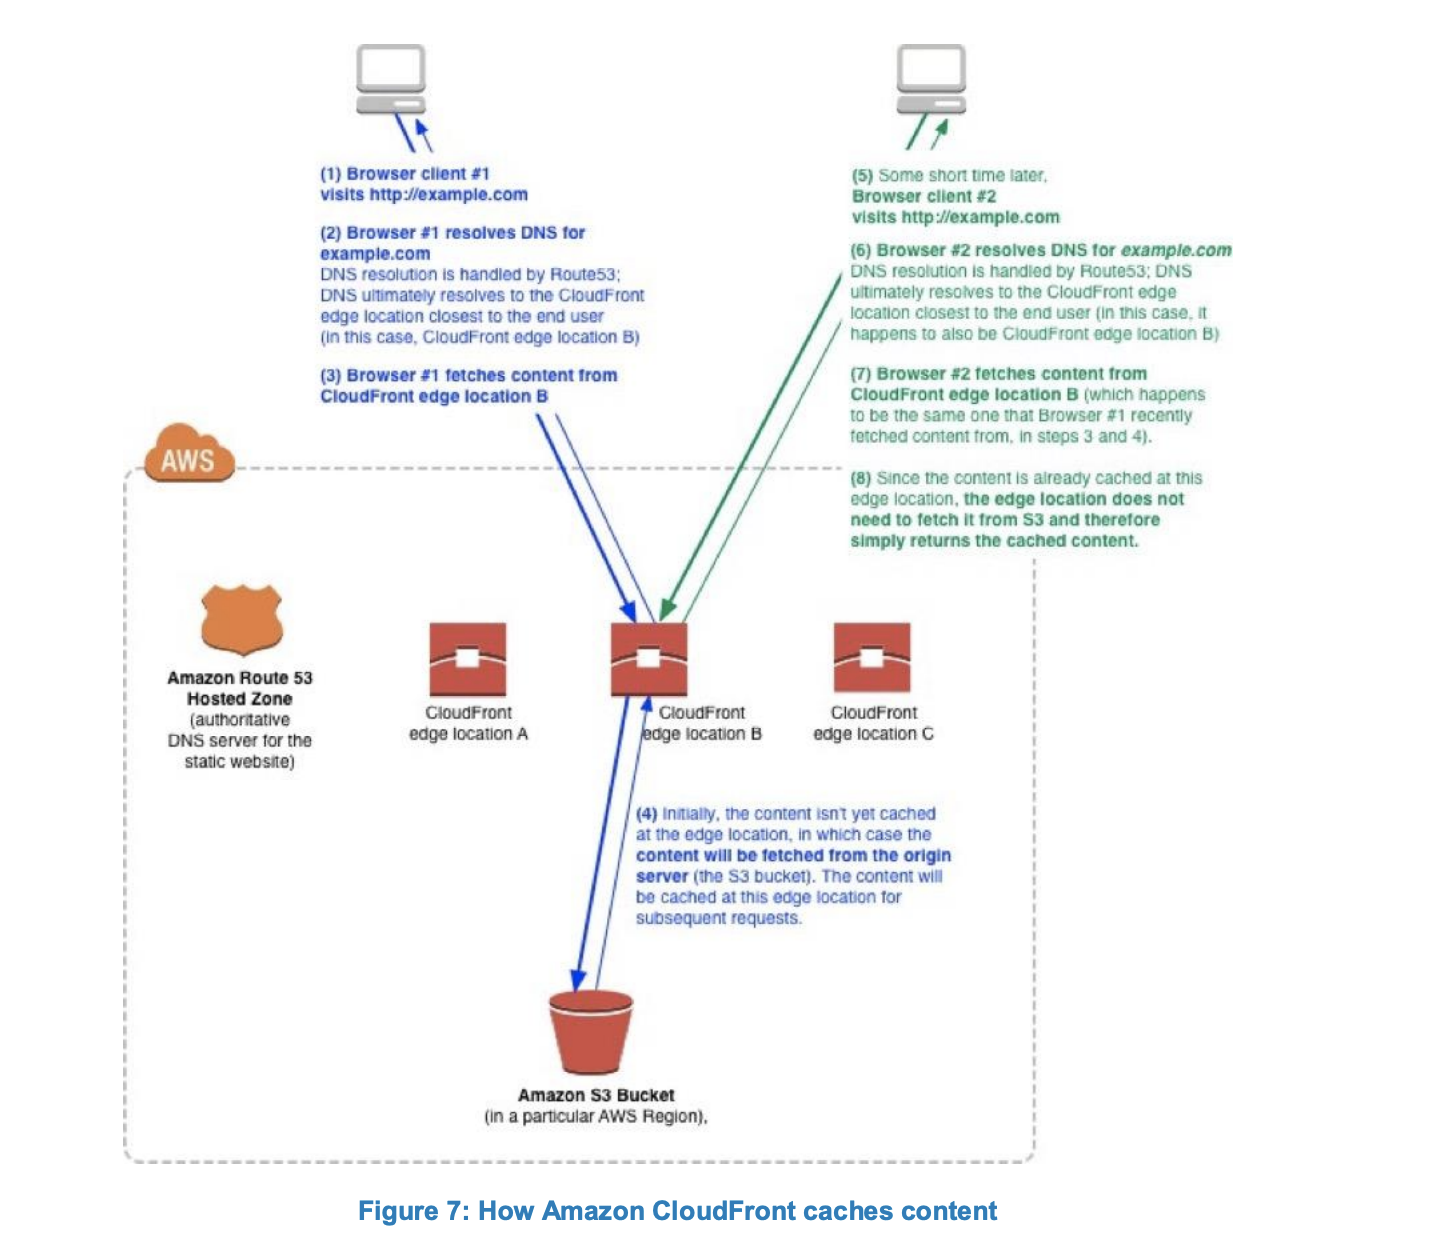 (1) Browser client #1
visits http://example.com
(2) Browser #1 resolves DNS for
example.com
DNS resolution is handled by Route53;
DNS ultimately resolves to the CloudFront
edge location closest to the end user
(in this case, CloudFront edge location B)
(3) Browser #1 fetches content from
CloudFront edge location B
(5) Some short time later,
Browser client #2
visits http://example.com
(6) Browser #2 resolves DNS for example.com
DNS resolution is handled by Route53; DNS
ultimately resolves to the CloudFront edge
location closest to the end user (in this case, it
happens to also be CloudFront edge location B)
(7) Browser #2 fetches content from
CloudFront edge location B (which happens
to be the same one that Browser #1 recently
fetched content from, in steps 3 and 4).
(8) Since the content is already cached at this
edge location, the edge location does not
need to fetch it from S3 and therefore
simply returns the cached content.
AWS
Amazon Route 53
Hosted Zone
(authoritative
DNS server for the
static website)
CloudFront
edge location A
CloudFront
edge location B
CloudFront
edge location C
(4) Initially, the content isn't yet cached
at the edge location, in which case the
content will be fetched from the origin
server (the S3 bucket). The content will
be cached at this edge location for
subsequent requests.
Amazon S3 Bucket
(in a particular AWS Region),
Figure 7: How Amazon CloudFront caches content